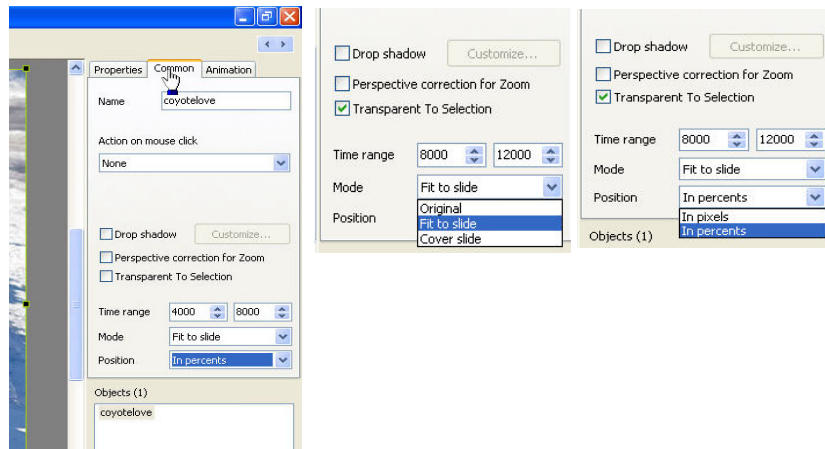 Properties Common Animation
Name coyotelove
Action on mouse click
None
Drop shadow Customize...
Perspective correction for Zoom
Transparent To Selection
Time range 4000 8000
Mode Fit to slide
Position In percents
Objects (1)
coyotelove
Drop shadow Customize...
Perspective correction for Zoom
Transparent To Selection
Time range 8000 12000
Mode Fit to slide
Original
Position Fit to slide
Cover slide
Drop shadow Customize...
Perspective correction for Zoom
Transparent To Selection
Time range 8000 12000
Mode Fit to slide
Position In percents
In pixels
Objects (1) In percents